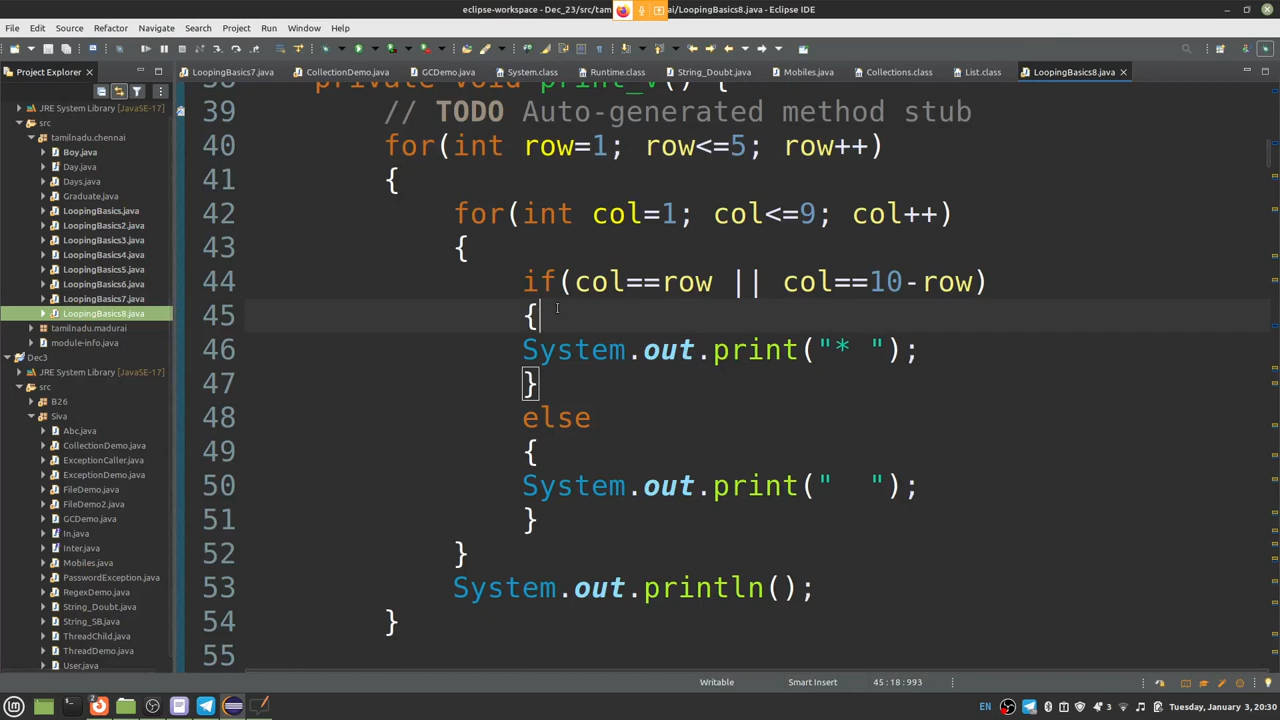 eclipse-workspace - Dec_23/src/tam
ai/LoopingBasics8.java - Eclipse IDE
File Edit Source Refactor Navigate Search Project Run Window Help
Project Explorer
LoopingBasics7.java CollectionDemo.java GCDemo.java System.class Runtime.class String_Doubt.java Mobiles.java Collections.class List.class LoopingBasics8.java
JRE System Library [JavaSE-17]
src
tamilnadu.chennai
Boy.java
Day.java
Days.java
Graduate.java
LoopingBasics.java
LoopingBasics2.java
LoopingBasics3.java
LoopingBasics4.java
LoopingBasics5.java
LoopingBasics6.java
LoopingBasics7.java
LoopingBasics8.java
tamilnadu.madurai
module-info.java
Dec3
JRE System Library [JavaSE-17]
src
B26
Siva
Abc.java
CollectionDemo.java
ExceptionCaller.java
ExceptionDemo.java
FileDemo.java
FileDemo2.java
GCDemo.java
In.java
Inter.java
Mobiles.java
PasswordException.java
RegexDemo.java
String_Doubt.java
String_SB.java
ThreadChild.java
ThreadDemo.java
User.java
38 private void print_v() {
39 // TODO Auto-generated method stub
40 for(int row=1; row<=5; row++)
41 {
42 for(int col=1; col<=9; col++)
43 {
44 if(col==row || col==10-row)
45 {
46 System.out.print("* ");
47 }
48 else
49 {
50 System.out.print("  ");
51 }
52 }
53 System.out.println();
54 }
55
Writable Smart Insert 45 : 18 : 993
2 EN 3 Tuesday, January 3, 20:30